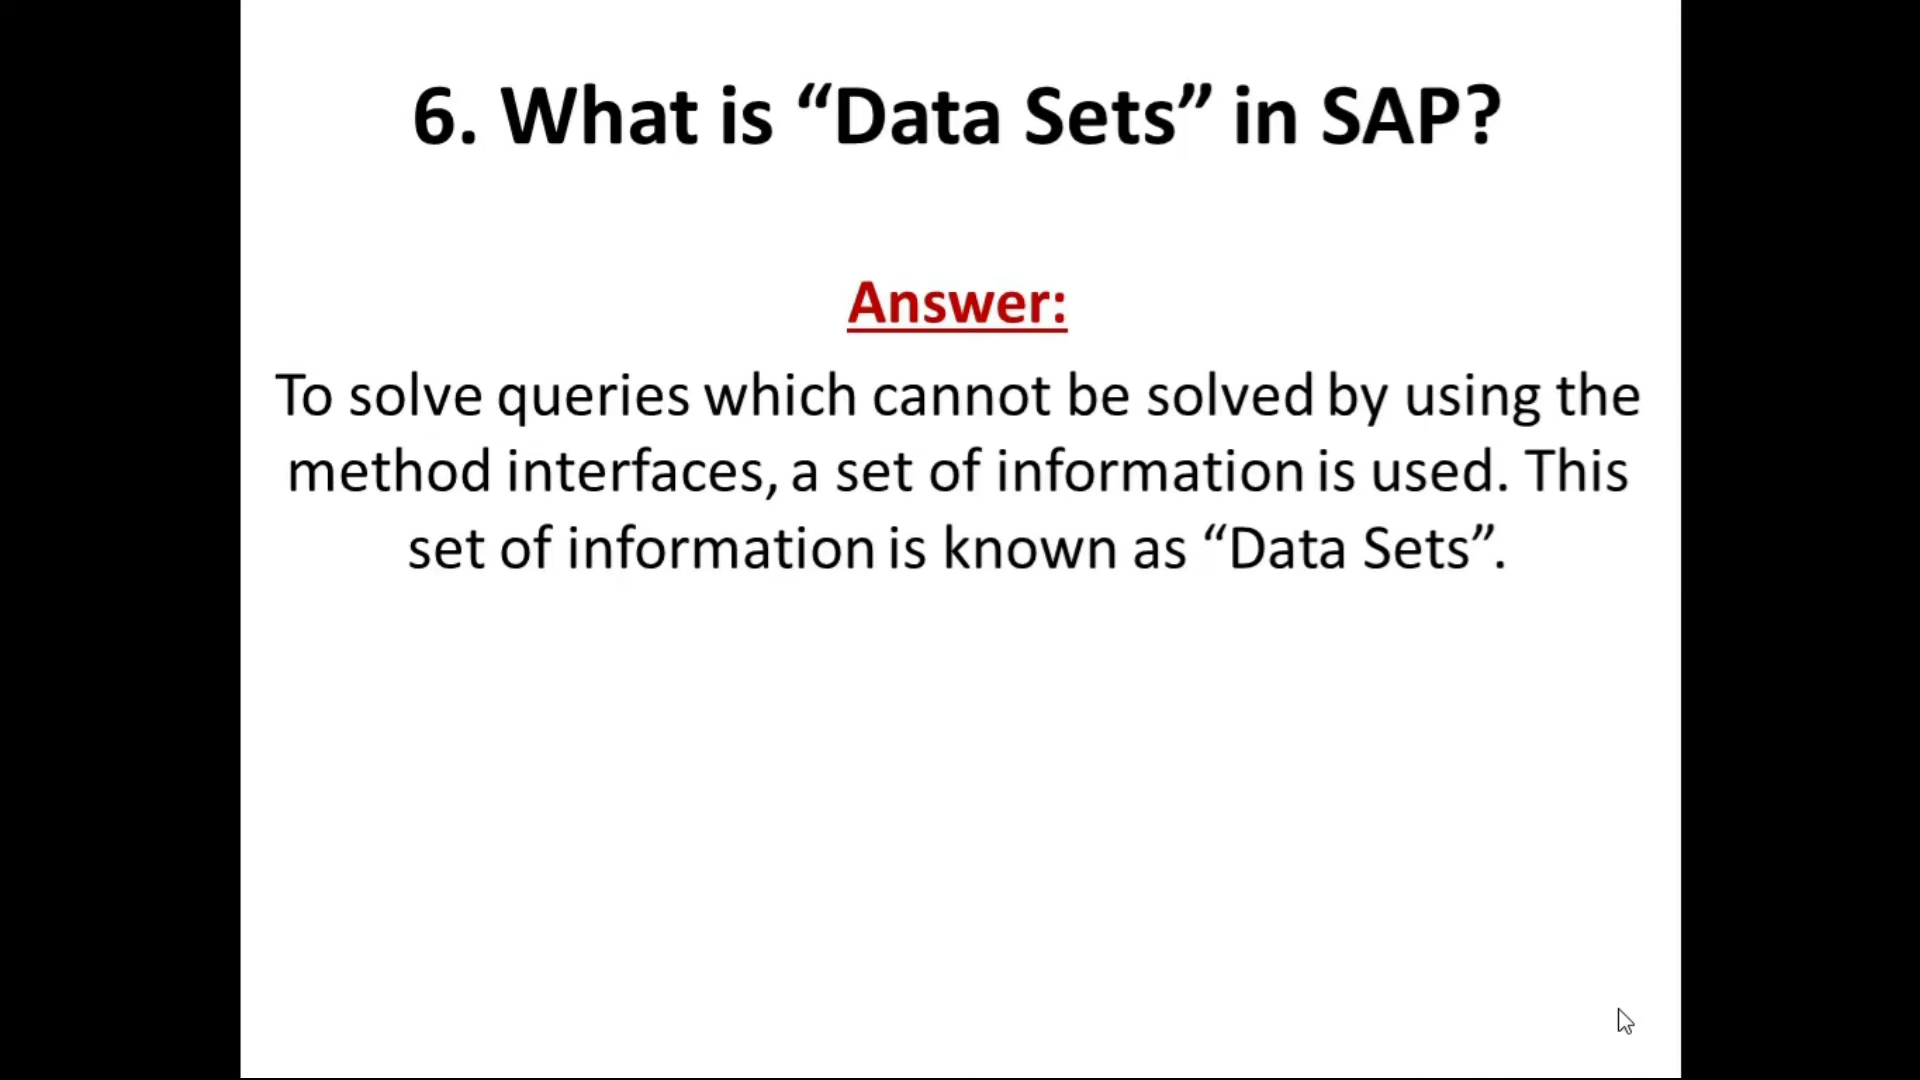 6. What is “Data Sets” in SAP?
Answer:
To solve queries which cannot be solved by using the
method interfaces, a set of information is used. This
set of information is known as “Data Sets”.